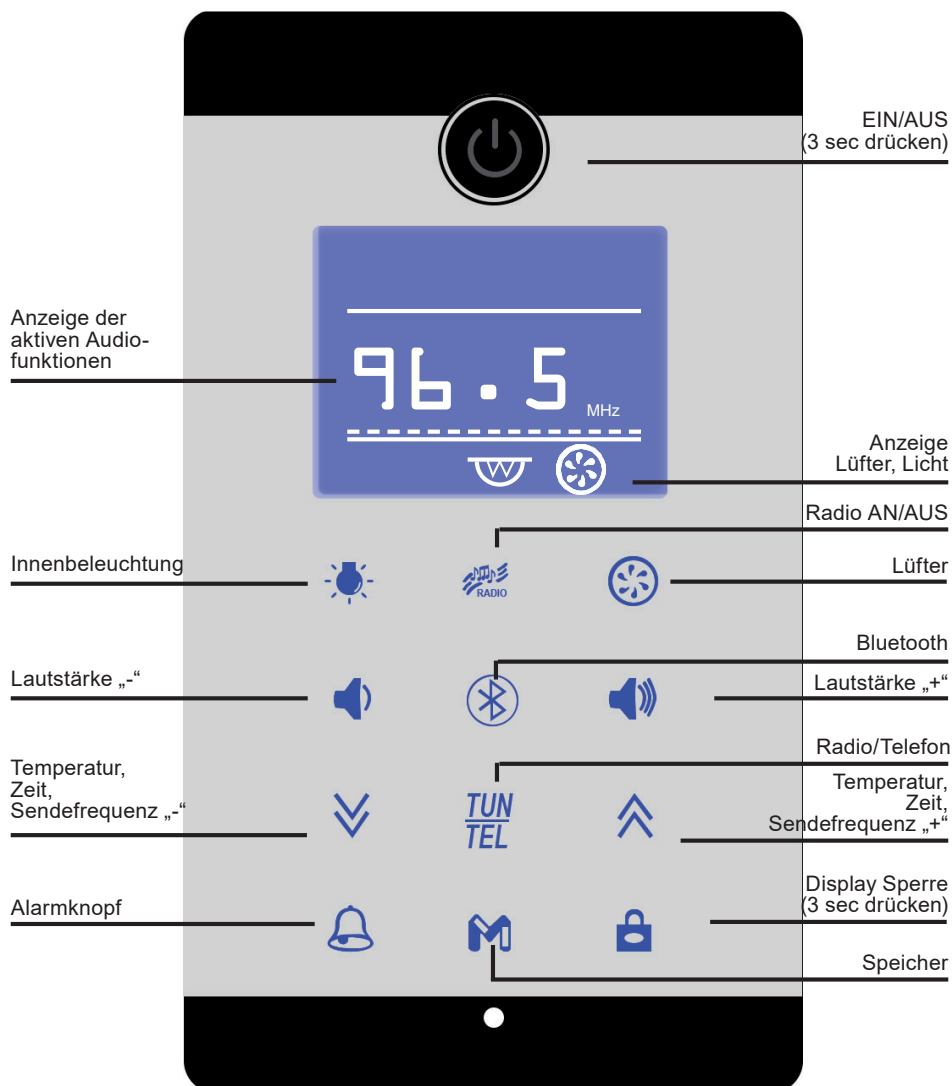 EIN/AUS
(3 sec drücken)
Anzeige der
aktiven Audio-
funktionen
96.5
MHz
Anzeige
Lüfter, Licht
Radio AN/AUS
Innenbeleuchtung
RADIO
Lüfter
Bluetooth
Lautstärke „-“
Lautstärke „+“
Radio/Telefon
Temperatur,
Zeit,
Sendefrequenz „-“
TUN
TEL
Temperatur,
Zeit,
Sendefrequenz „+“
Alarmknopf
M
Display Sperre
(3 sec drücken)
Speicher